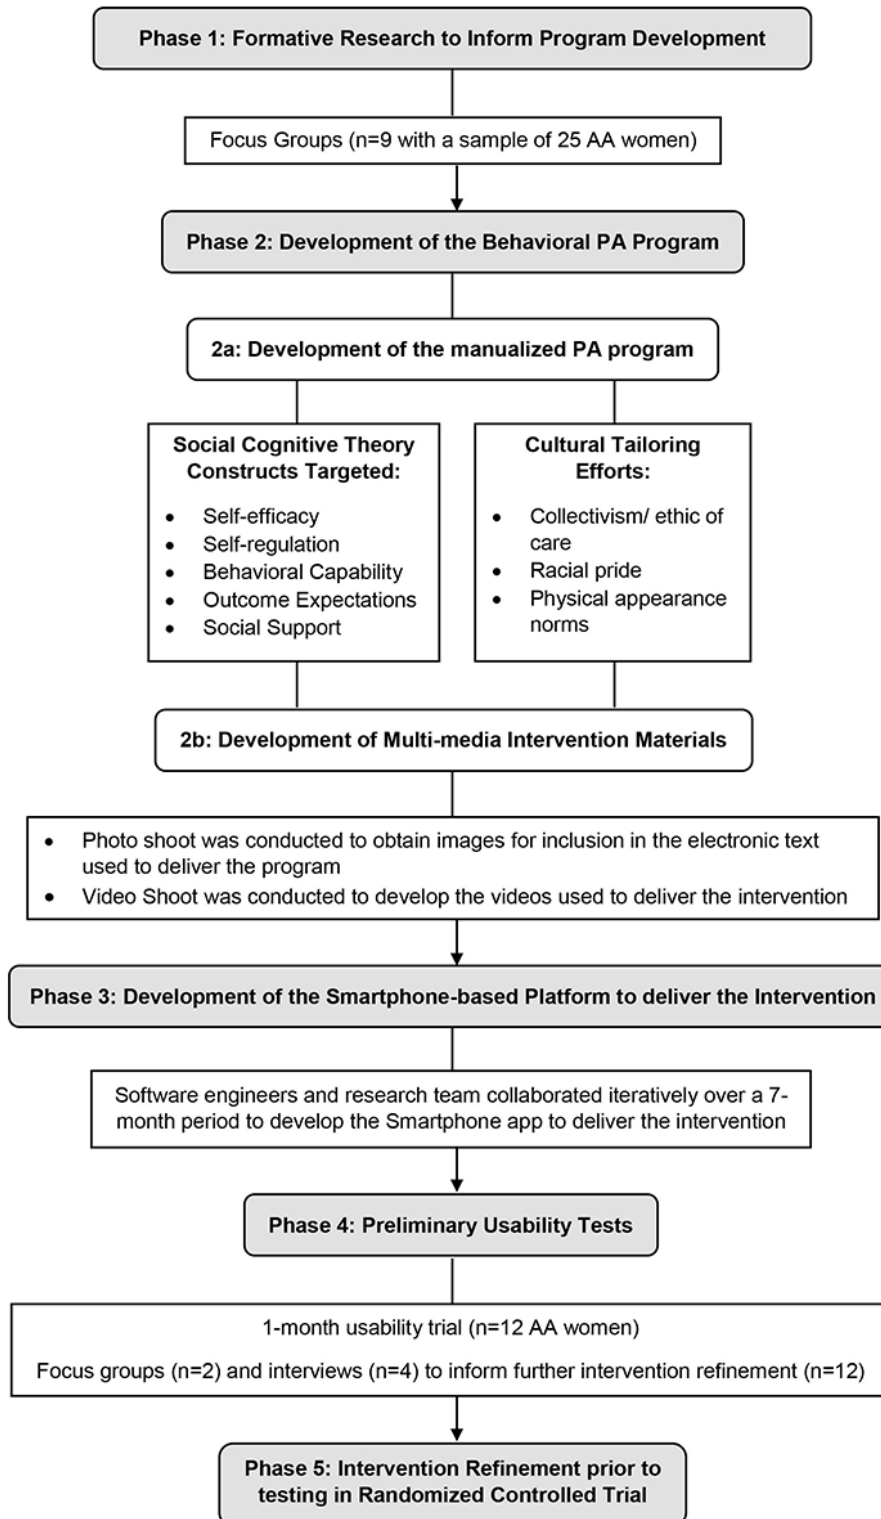 Phase 1: Formative Research to Inform Program Development
Focus Groups (n=9 with a sample of 25 AA women)
Phase 2: Development of the Behavioral PA Program
2a: Development of the manualized PA program
Social Cognitive Theory
Constructs Targeted:
• Self-efficacy
• Self-regulation
• Behavioral Capability
• Outcome Expectations
• Social Support
Cultural Tailoring
Efforts:
• Collectivism/ ethic of
care
• Racial pride
• Physical appearance
norms
2b: Development of Multi-media Intervention Materials
• Photo shoot was conducted to obtain images for inclusion in the electronic text
used to deliver the program
• Video Shoot was conducted to develop the videos used to deliver the intervention
Phase 3: Development of the Smartphone-based Platform to deliver the Intervention
Software engineers and research team collaborated iteratively over a 7-
month period to develop the Smartphone app to deliver the intervention
Phase 4: Preliminary Usability Tests
1-month usability trial (n=12 AA women)
Focus groups (n=2) and interviews (n=4) to inform further intervention refinement (n=12)
Phase 5: Intervention Refinement prior to
testing in Randomized Controlled Trial